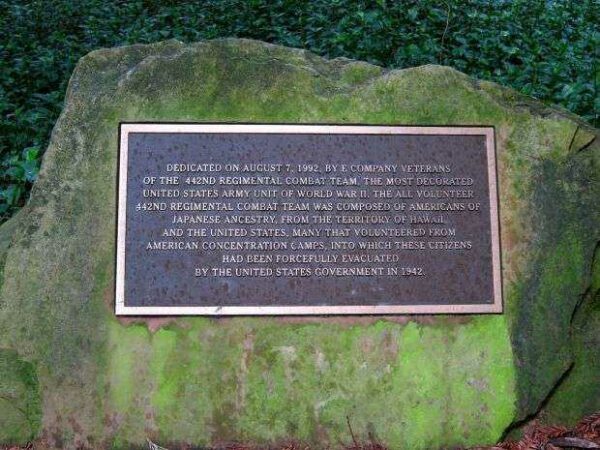 DEDICATED ON AUGUST 7, 1992, BY E COMPANY VETERANS
OF THE 442ND REGIMENTAL COMBAT TEAM, THE MOST DECORATED
UNITED STATES ARMY UNIT OF WORLD WAR II. THE ALL VOLUNTEER
442ND REGIMENTAL COMBAT TEAM WAS COMPOSED OF AMERICANS OF
JAPANESE ANCESTRY, FROM THE TERRITORY OF HAWAII,
AND THE UNITED STATES, MANY THAT VOLUNTEERED FROM
AMERICAN CONCENTRATION CAMPS, INTO WHICH THESE CITIZENS
HAD BEEN FORCEFULLY EVACUATED
BY THE UNITED STATES GOVERNMENT IN 1942.